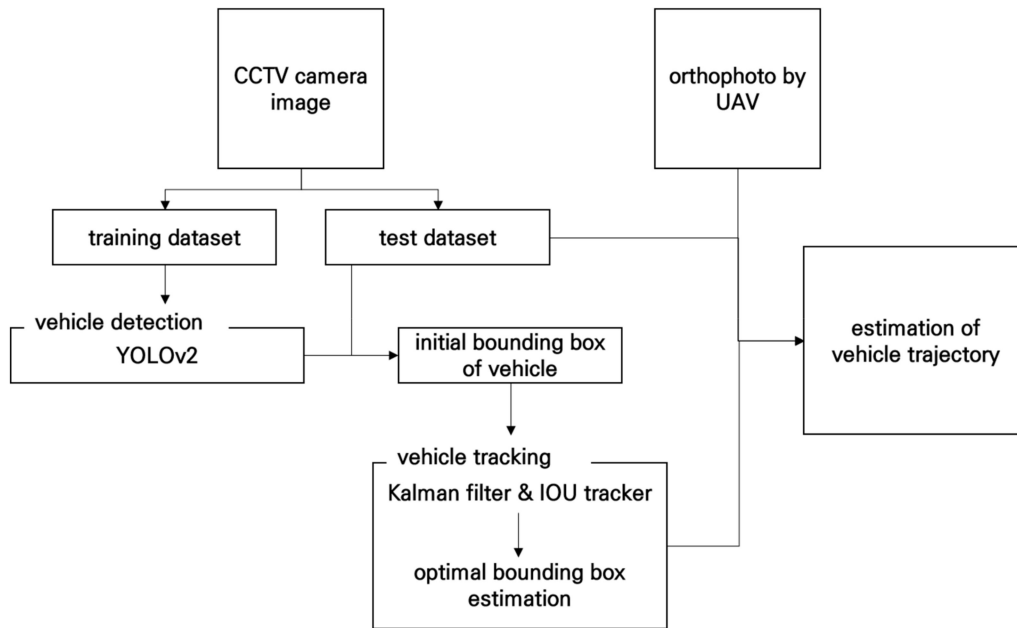 CCTV camera
image
orthophoto by
UAV
training dataset
test dataset
vehicle detection
YOLOv2
initial bounding box
of vehicle
estimation of
vehicle trajectory
vehicle tracking
Kalman filter & IOU tracker
optimal bounding box
estimation